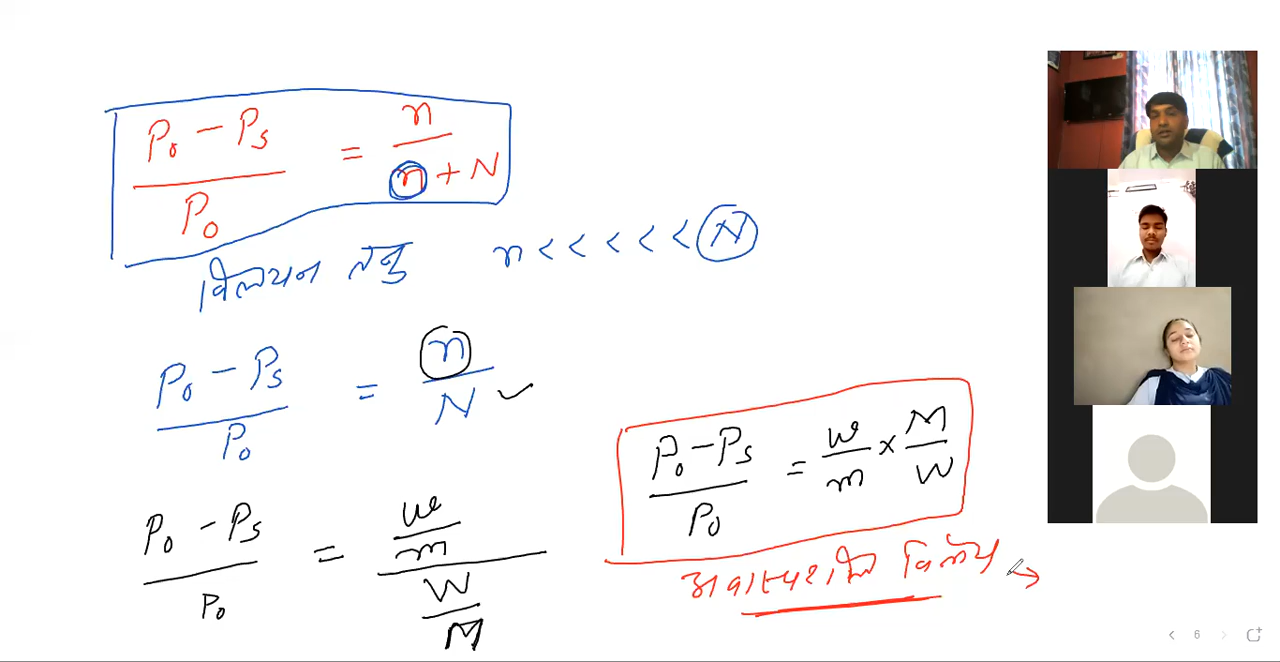 P₀ - Pₛ / P₀ = n / n + N
विलयन तनु n < < < < < N
P₀ - Pₛ / P₀ = n / N ✓
P₀ - Pₛ / P₀ = (w / m) / (W / M)
P₀ - Pₛ / P₀ = w / m × M / W
अवाष्पशील विलेय →
6